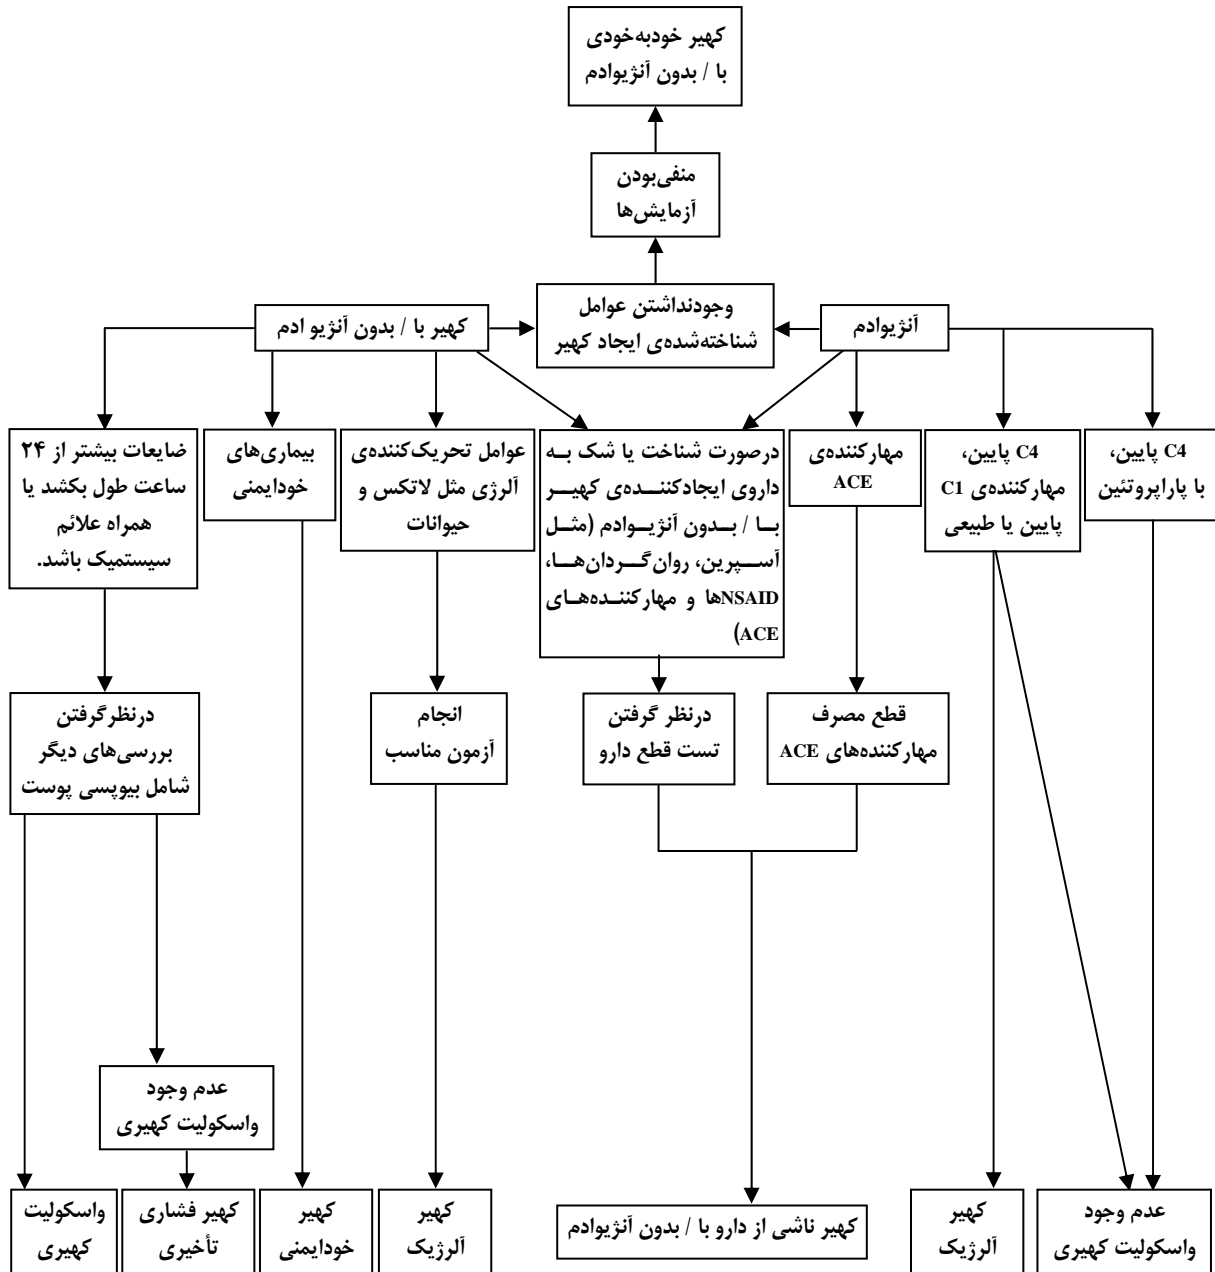 کهیر خودبه‌خودی
با / بدون آنژیوادم
منفی‌بودن
آزمایش‌ها
وجودنداشتن عوامل
شناخته‌شده‌ی ایجاد کهیر
آنژیوادم
کهیر با / بدون آنژیو ادم
C4 پایین،
با پاراپروتئین
C4 پایین،
مهارکننده‌ی C1
پایین یا طبیعی
مهارکننده‌ی
ACE
درصورت شناخت یا شک به
داروی ایجادکننده‌ی کهیر
با / بدون آنژیوادم (مثل
آسپرین، روان‌گردان‌ها،
NSAIDها و مهارکننده‌های
ACE)
عوامل تحریک‌کننده‌ی
آلرژی مثل لاتکس و
حیوانات
بیماری‌های
خودایمنی
ضایعات بیشتر از ۲۴
ساعت طول بکشد یا
همراه علائم
سیستمیک باشد.
قطع مصرف
مهارکننده‌های ACE
درنظر گرفتن
تست قطع دارو
انجام
آزمون مناسب
درنظرگرفتن
بررسی‌های دیگر
شامل بیوپسی پوست
عدم وجود
واسکولیت کهیری
عدم وجود
واسکولیت کهیری
کهیر
آلرژیک
کهیر ناشی از دارو با / بدون آنژیوادم
کهیر
آلرژیک
کهیر
خودایمنی
کهیر فشاری
تأخیری
واسکولیت
کهیری